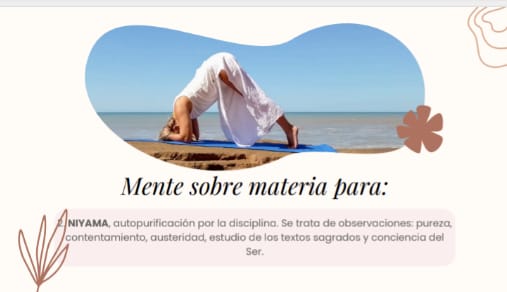 Mente sobre materia para:
2. NIYAMA, autopurificación por la disciplina. Se trata de observaciones: pureza,
contentamiento, austeridad, estudio de los textos sagrados y conciencia del
Ser.